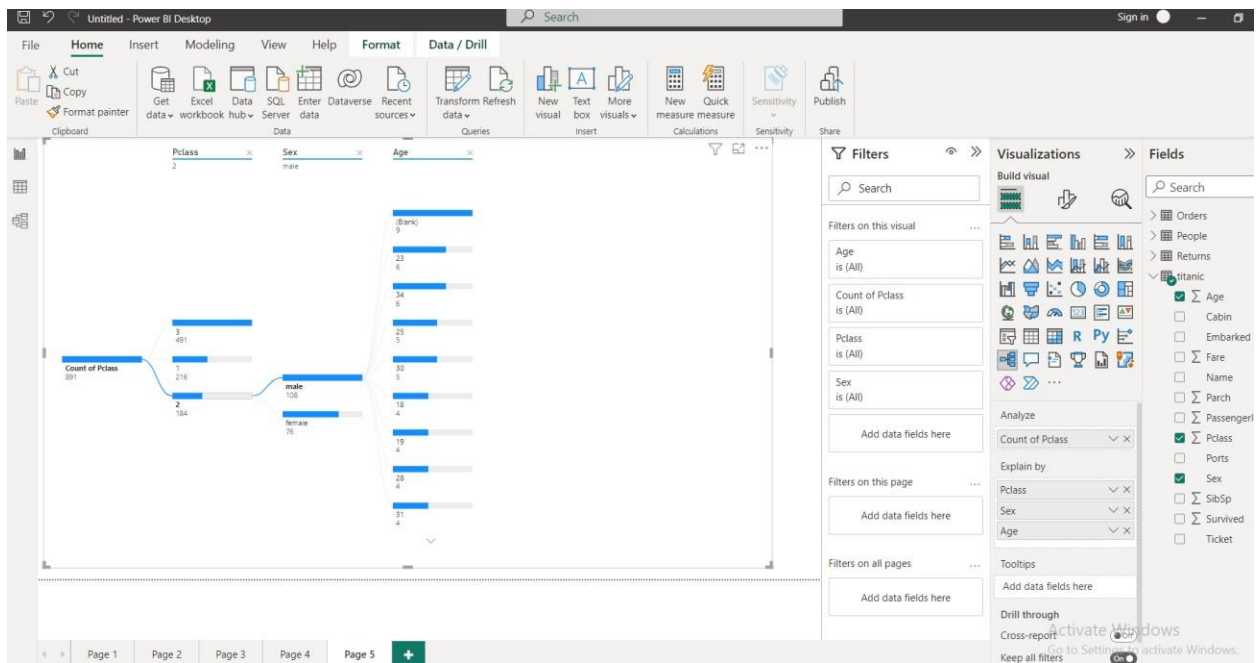 Untitled - Power BI Desktop
Search
Sign in
File Home Insert Modeling View Help Format Data / Drill
Paste
Cut
Copy
Format painter
Clipboard
Get data
Excel workbook
Data hub
SQL Server
Enter data
Dataverse
Recent sources
Data
Transform data
Refresh
Queries
New visual
Text box
More visuals
Insert
New measure
Quick measure
Calculations
Sensitivity
Sensitivity
Publish
Share
Pclass
2
Sex
male
Age
Count of Pclass
891
3
491
1
216
2
184
male
108
female
76
(Blank)
9
23
6
34
6
25
5
30
5
18
4
19
4
28
4
31
4
Filters
Search
Filters on this visual
Age
is (All)
Count of Pclass
is (All)
Pclass
is (All)
Sex
is (All)
Add data fields here
Filters on this page
Add data fields here
Filters on all pages
Add data fields here
Visualizations
Build visual
R Py
Analyze
Count of Pclass
Explain by
Pclass
Sex
Age
Tooltips
Add data fields here
Drill through
Cross-report
Off
Keep all filters
On
Fields
Search
Orders
People
Returns
titanic
Age
Cabin
Embarked
Fare
Name
Parch
PassengerI
Pclass
Ports
Sex
SibSp
Survived
Ticket
Activate Windows
Go to Settings to activate Windows.
Page 1 Page 2 Page 3 Page 4 Page 5